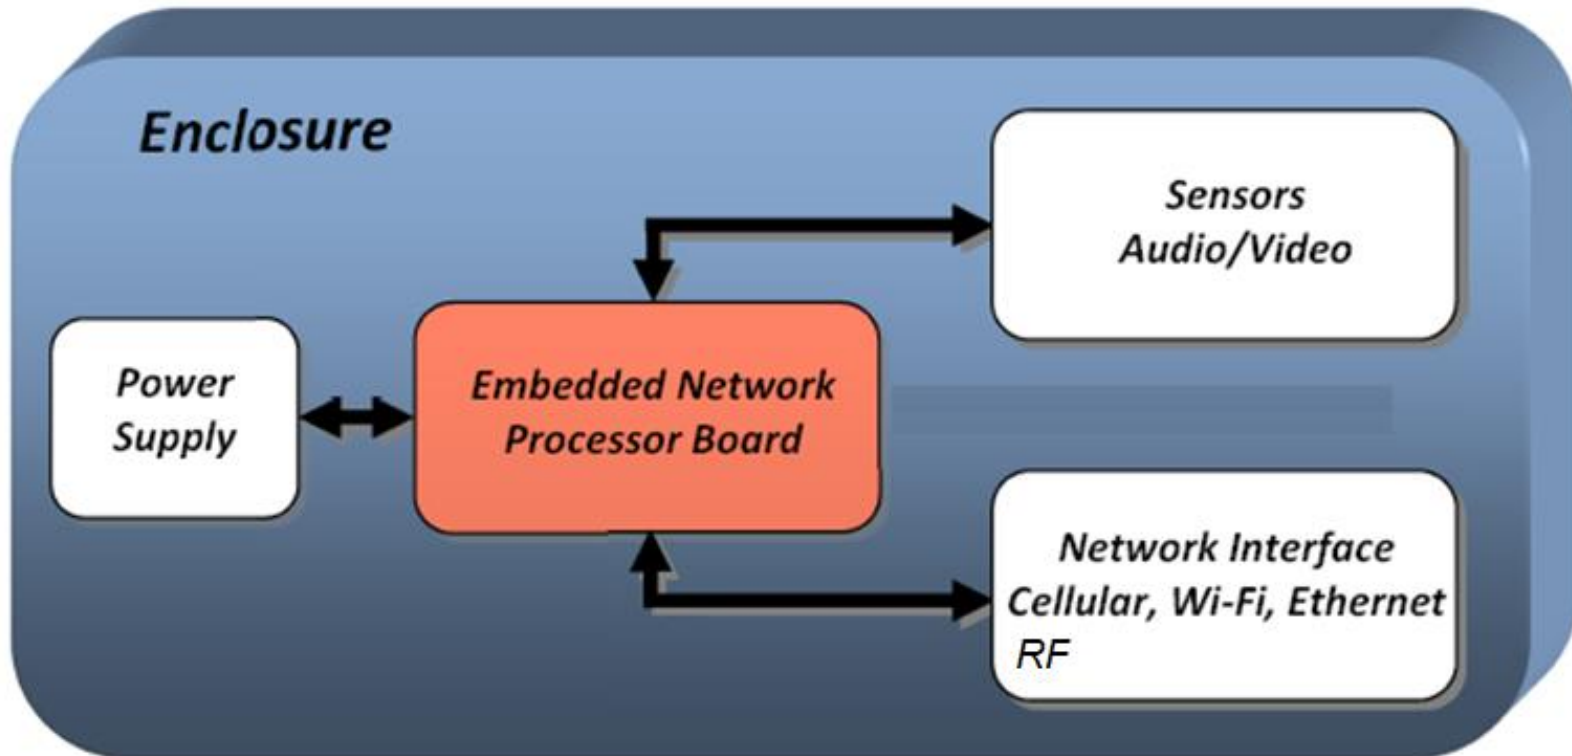 Enclosure
Sensors
Audio/Video
Power
Supply
Embedded Network
Processor Board
Network Interface
Cellular, Wi-Fi, Ethernet
RF